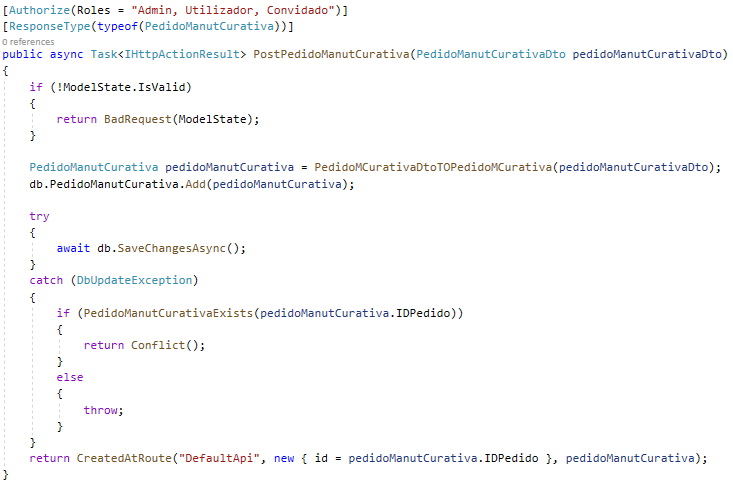 [Authorize(Roles = "Admin, Utilizador, Convidado")]
[ResponseType(typeof(PedidoManutCurativa))]
0 references
public async Task<IHttpActionResult> PostPedidoManutCurativa(PedidoManutCurativaDto pedidoManutCurativaDto)
{
    if (!ModelState.IsValid)
    {
        return BadRequest(ModelState);
    }

    PedidoManutCurativa pedidoManutCurativa = PedidoMCurativaDtoTOPedidoMCurativa(pedidoManutCurativaDto);
    db.PedidoManutCurativa.Add(pedidoManutCurativa);

    try
    {
        await db.SaveChangesAsync();
    }
    catch (DbUpdateException)
    {
        if (PedidoManutCurativaExists(pedidoManutCurativa.IDPedido))
        {
            return Conflict();
        }
        else
        {
            throw;
        }
    }
    return CreatedAtRoute("DefaultApi", new { id = pedidoManutCurativa.IDPedido }, pedidoManutCurativa);
}